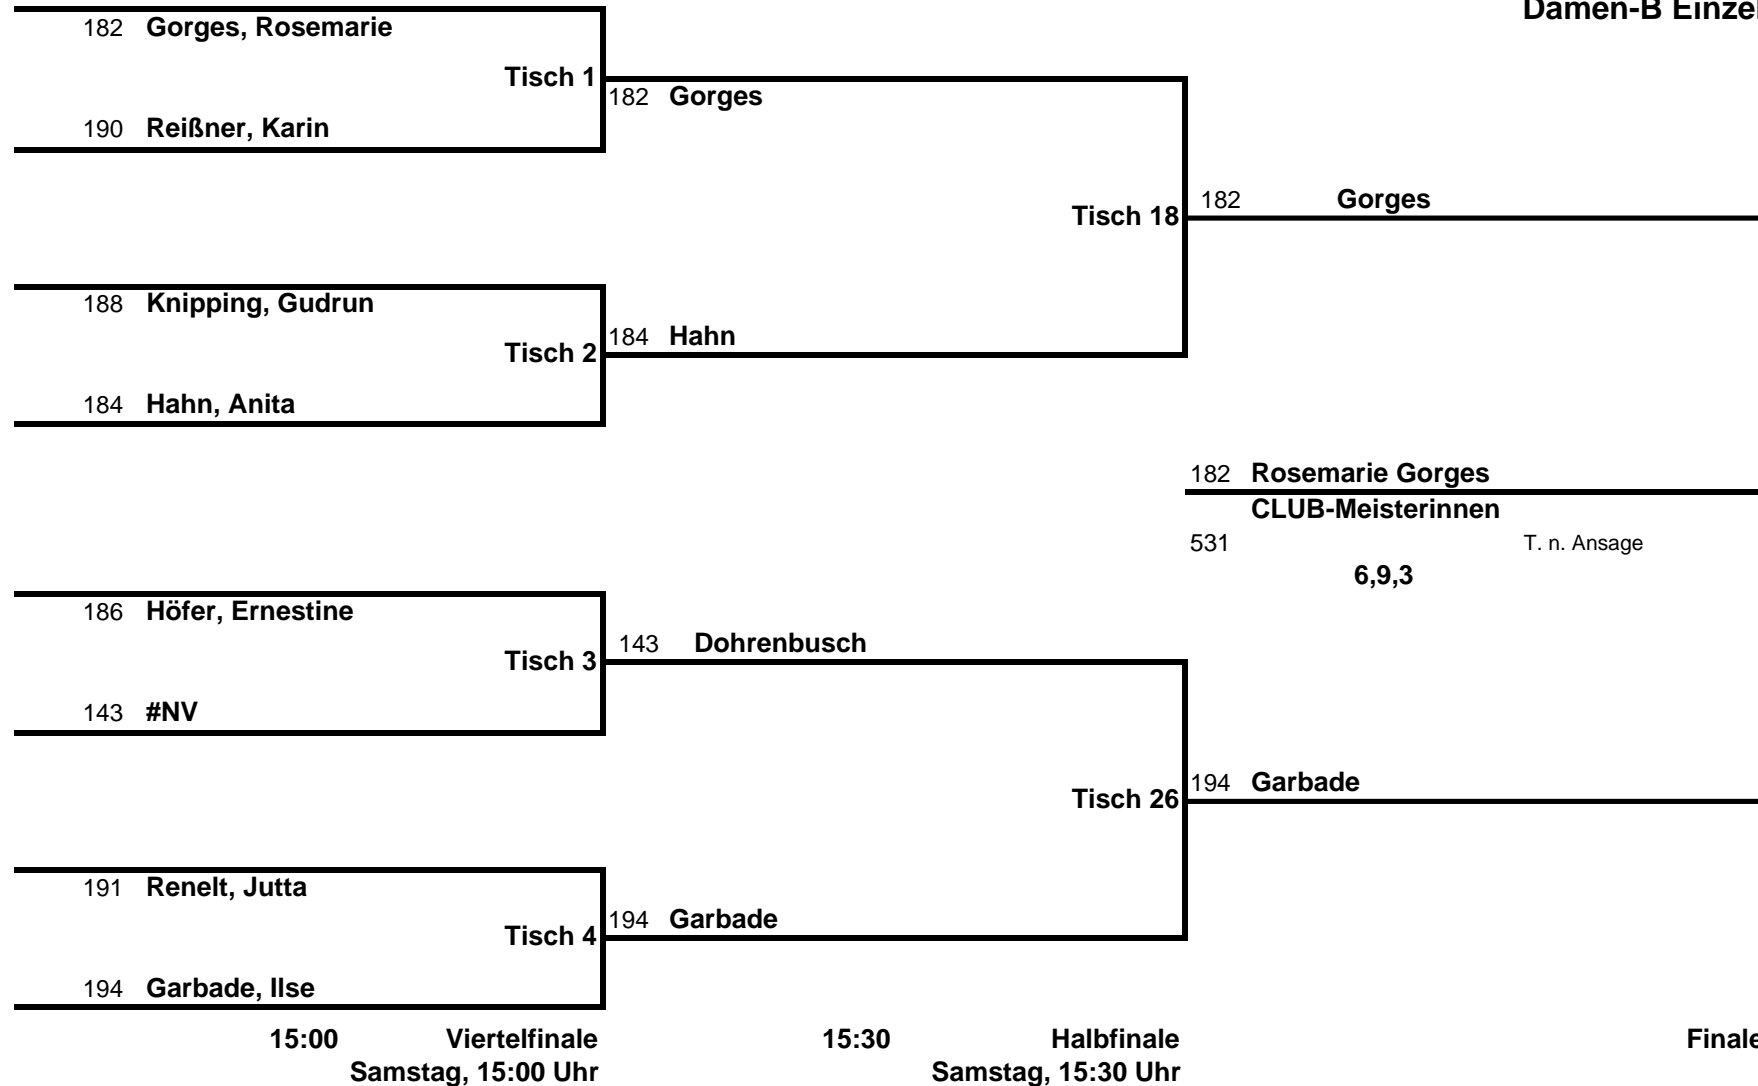 Damen-B Einzel
182 Gorges, Rosemarie
Tisch 1
182 Gorges
190 Reißner, Karin
182 Gorges
Tisch 18
188 Knipping, Gudrun
184 Hahn
Tisch 2
184 Hahn, Anita
182 Rosemarie Gorges
CLUB-Meisterinnen
531 T. n. Ansage
6,9,3
186 Höfer, Ernestine
143 Dohrenbusch
Tisch 3
143 #NV
194 Garbade
Tisch 26
191 Renelt, Jutta
194 Garbade
Tisch 4
194 Garbade, Ilse
15:00 Viertelfinale 15:30 Halbfinale Finale
Samstag, 15:00 Uhr Samstag, 15:30 Uhr